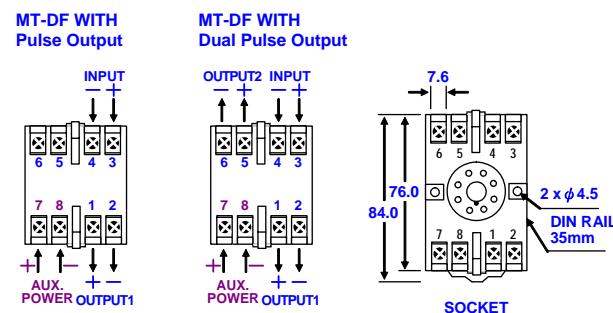 MT-DF WITH
Pulse Output
INPUT
− +
6 5 4 3
7 8 1 2
+ − + −
AUX.
POWER OUTPUT1
MT-DF WITH
Dual Pulse Output
OUTPUT2 INPUT
− + − +
6 5 4 3
7 8 1 2
+ − + −
AUX.
POWER OUTPUT1
7.6
6 5 4 3
76.0
84.0
2 x ϕ 4.5
DIN RAIL
35mm
7 8 1 2
SOCKET